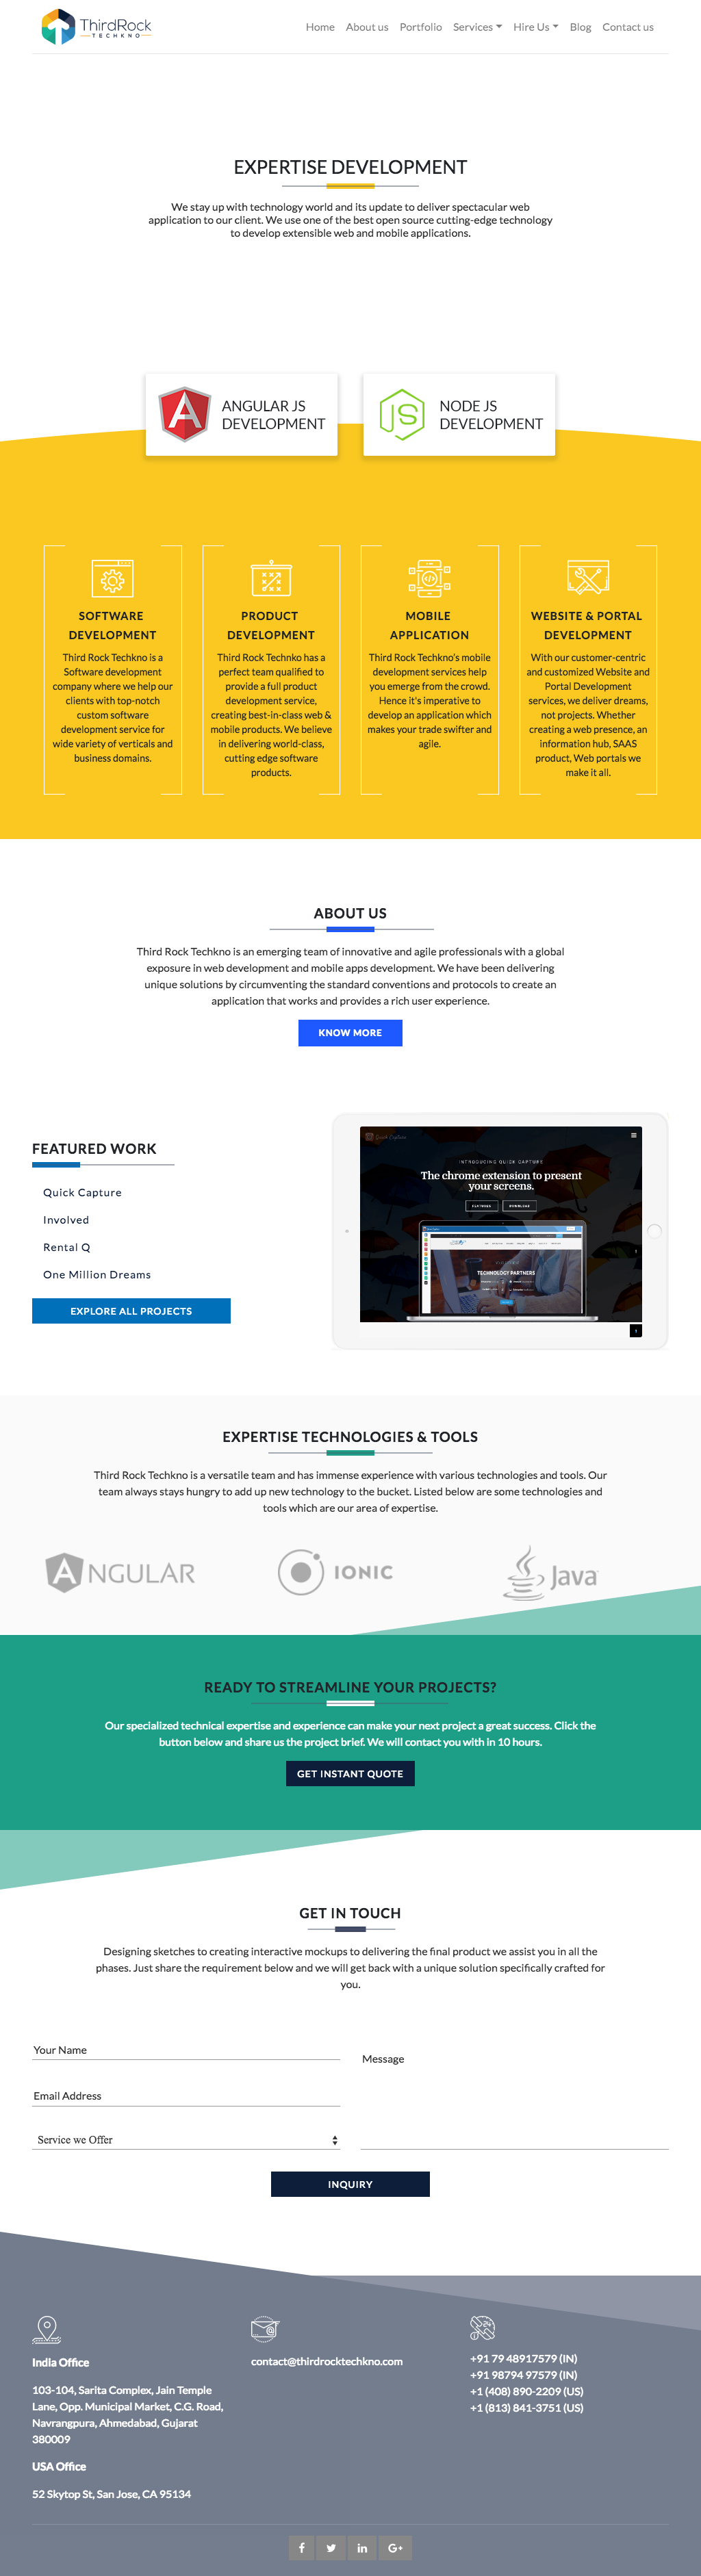 ThirdRock
TECHKNO
Home About us Portfolio Services Hire Us Blog Contact us
EXPERTISE DEVELOPMENT
We stay up with technology world and its update to deliver spectacular web
application to our client. We use one of the best open source cutting-edge technology
to develop extensible web and mobile applications.
ANGULAR JS
DEVELOPMENT
NODE JS
DEVELOPMENT
SOFTWARE
DEVELOPMENT
Third Rock Techkno is a
Software development
company where we help our
clients with top-notch
custom software
development service for
wide variety of verticals and
business domains.
PRODUCT
DEVELOPMENT
Third Rock Technko has a
perfect team qualified to
provide a full product
development service,
creating best-in-class web &
mobile products. We believe
in delivering world-class,
cutting edge software
products.
MOBILE
APPLICATION
Third Rock Techkno's mobile
development services help
you emerge from the crowd.
Hence it's imperative to
develop an application which
makes your trade swifter and
agile.
WEBSITE & PORTAL
DEVELOPMENT
With our customer-centric
and customized Website and
Portal Development
services, we deliver dreams,
not projects. Whether
creating a web presence, an
information hub, SAAS
product, Web portals we
make it all.
ABOUT US
Third Rock Techkno is an emerging team of innovative and agile professionals with a global
exposure in web development and mobile apps development. We have been delivering
unique solutions by circumventing the standard conventions and protocols to create an
application that works and provides a rich user experience.
KNOW MORE
FEATURED WORK
Quick Capture
Involved
Rental Q
One Million Dreams
EXPLORE ALL PROJECTS
Quick Capture
INTRODUCING QUICK CAPTURE
The chrome extension to present
your screens.
FEATURES DOWNLOAD
TECHNOLOGY PARTNERS
EXPERTISE TECHNOLOGIES & TOOLS
Third Rock Techkno is a versatile team and has immense experience with various technologies and tools. Our
team always stays hungry to add up new technology to the bucket. Listed below are some technologies and
tools which are our area of expertise.
ANGULAR
IONIC
Java
READY TO STREAMLINE YOUR PROJECTS?
Our specialized technical expertise and experience can make your next project a great success. Click the
button below and share us the project brief. We will contact you with in 10 hours.
GET INSTANT QUOTE
GET IN TOUCH
Designing sketches to creating interactive mockups to delivering the final product we assist you in all the
phases. Just share the requirement below and we will get back with a unique solution specifically crafted for
you.
Your Name
Message
Email Address
Service we Offer
INQUIRY
India Office
103-104, Sarita Complex, Jain Temple
Lane, Opp. Municipal Market, C.G. Road,
Navrangpura, Ahmedabad, Gujarat
380009
USA Office
52 Skytop St, San Jose, CA 95134
contact@thirdrocktechkno.com
+91 79 48917579 (IN)
+91 98794 97579 (IN)
+1 (408) 890-2209 (US)
+1 (813) 841-3751 (US)